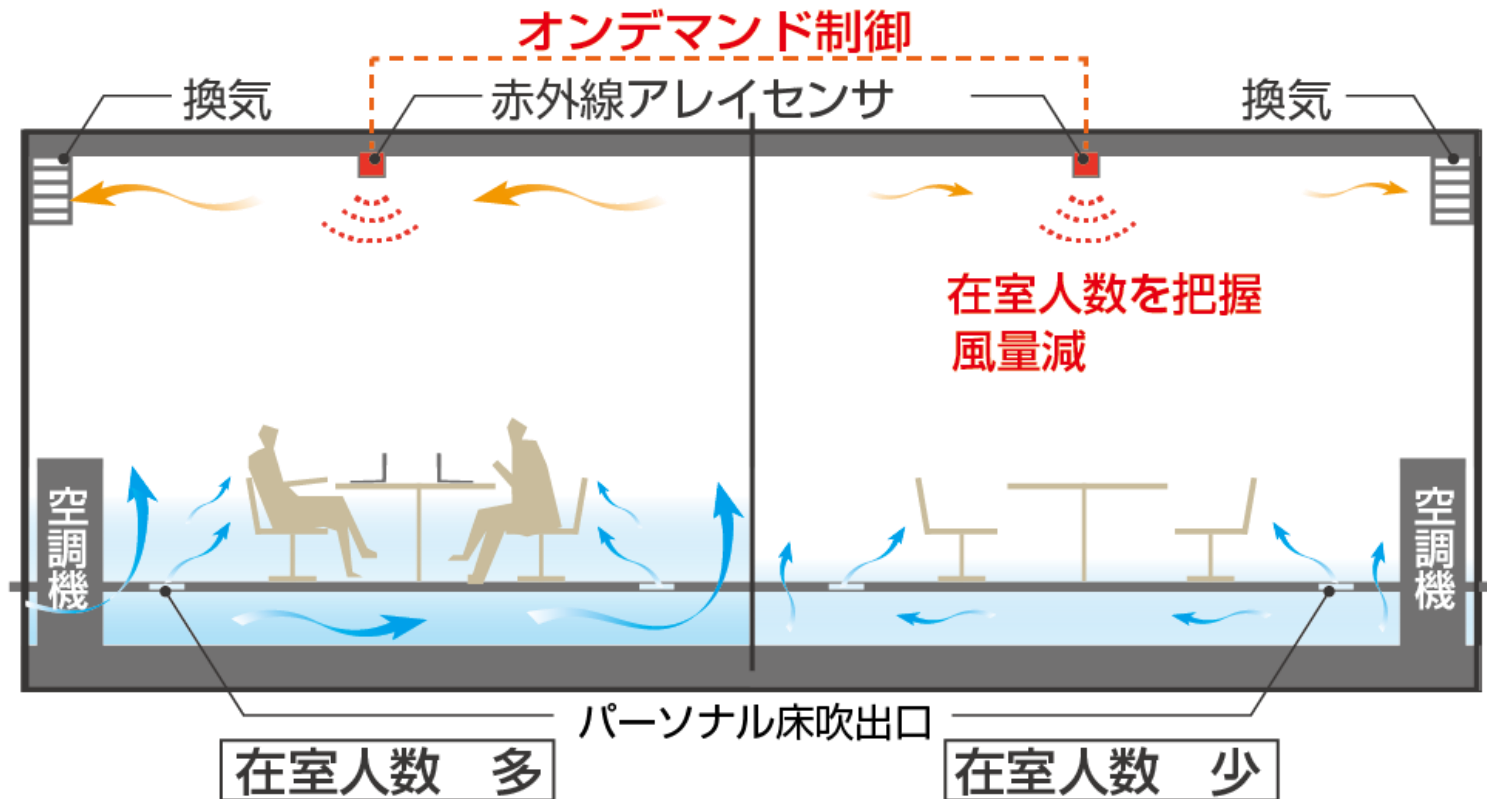 オンデマンド制御
換気
赤外線アレイセンサ
換気
在室人数を把握
風量減
空調機
空調機
パーソナル床吹出口
在室人数 多
在室人数 少